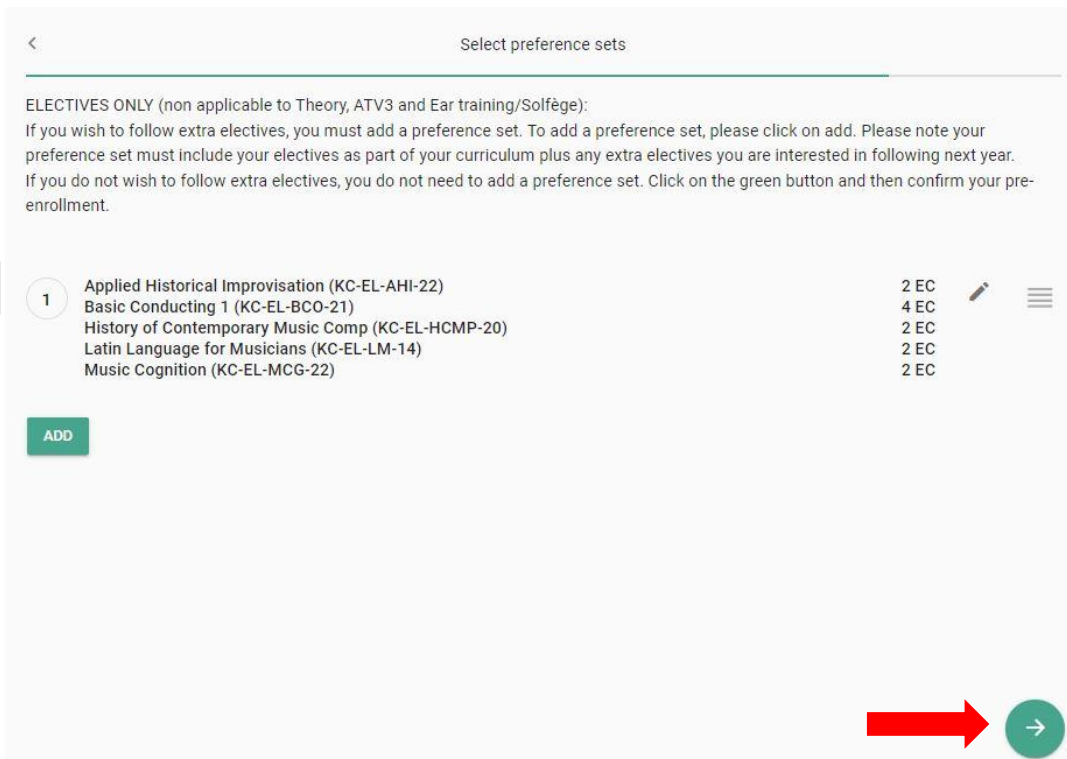 Select preference sets
ELECTIVES ONLY (non applicable to Theory, ATV3 and Ear training/Solfège):
If you wish to follow extra electives, you must add a preference set. To add a preference set, please click on add. Please note your
preference set must include your electives as part of your curriculum plus any extra electives you are interested in following next year.
If you do not wish to follow extra electives, you do not need to add a preference set. Click on the green button and then confirm your pre-
enrollment.
1 Applied Historical Improvisation (KC-EL-AHI-22) 2 EC
Basic Conducting 1 (KC-EL-BCO-21) 4 EC
History of Contemporary Music Comp (KC-EL-HCMP-20) 2 EC
Latin Language for Musicians (KC-EL-LM-14) 2 EC
Music Cognition (KC-EL-MCG-22) 2 EC
ADD